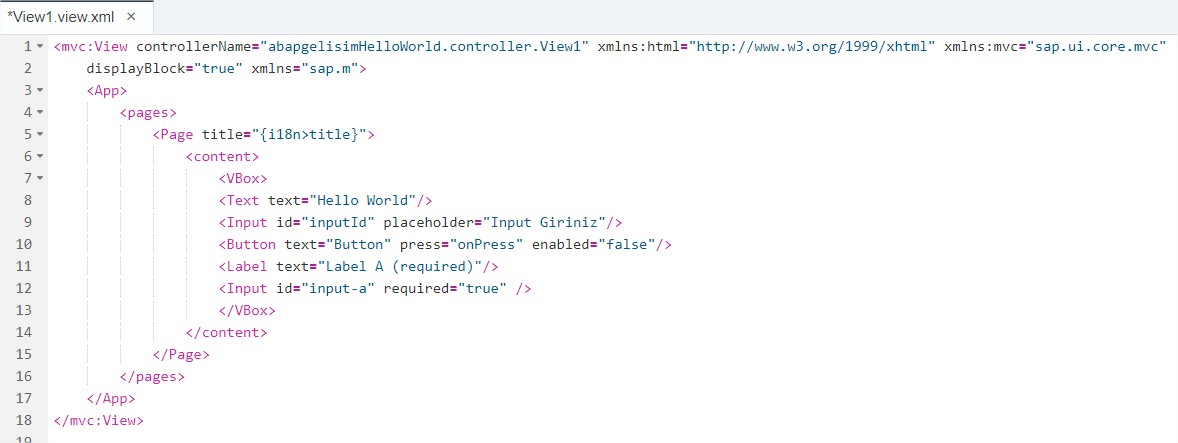 *View1.view.xml ×
1 <mvc:View controllerName="abapgelisimHelloWorld.controller.View1" xmlns:html="http://www.w3.org/1999/xhtml" xmlns:mvc="sap.ui.core.mvc"
2 displayBlock="true" xmlns="sap.m">
3 <App>
4 <pages>
5 <Page title="{i18n>title}">
6 <content>
7 <VBox>
8 <Text text="Hello World"/>
9 <Input id="inputId" placeholder="Input Giriniz"/>
10 <Button text="Button" press="onPress" enabled="false"/>
11 <Label text="Label A (required)"/>
12 <Input id="input-a" required="true" />
13 </VBox>
14 </content>
15 </Page>
16 </pages>
17 </App>
18 </mvc:View>
19